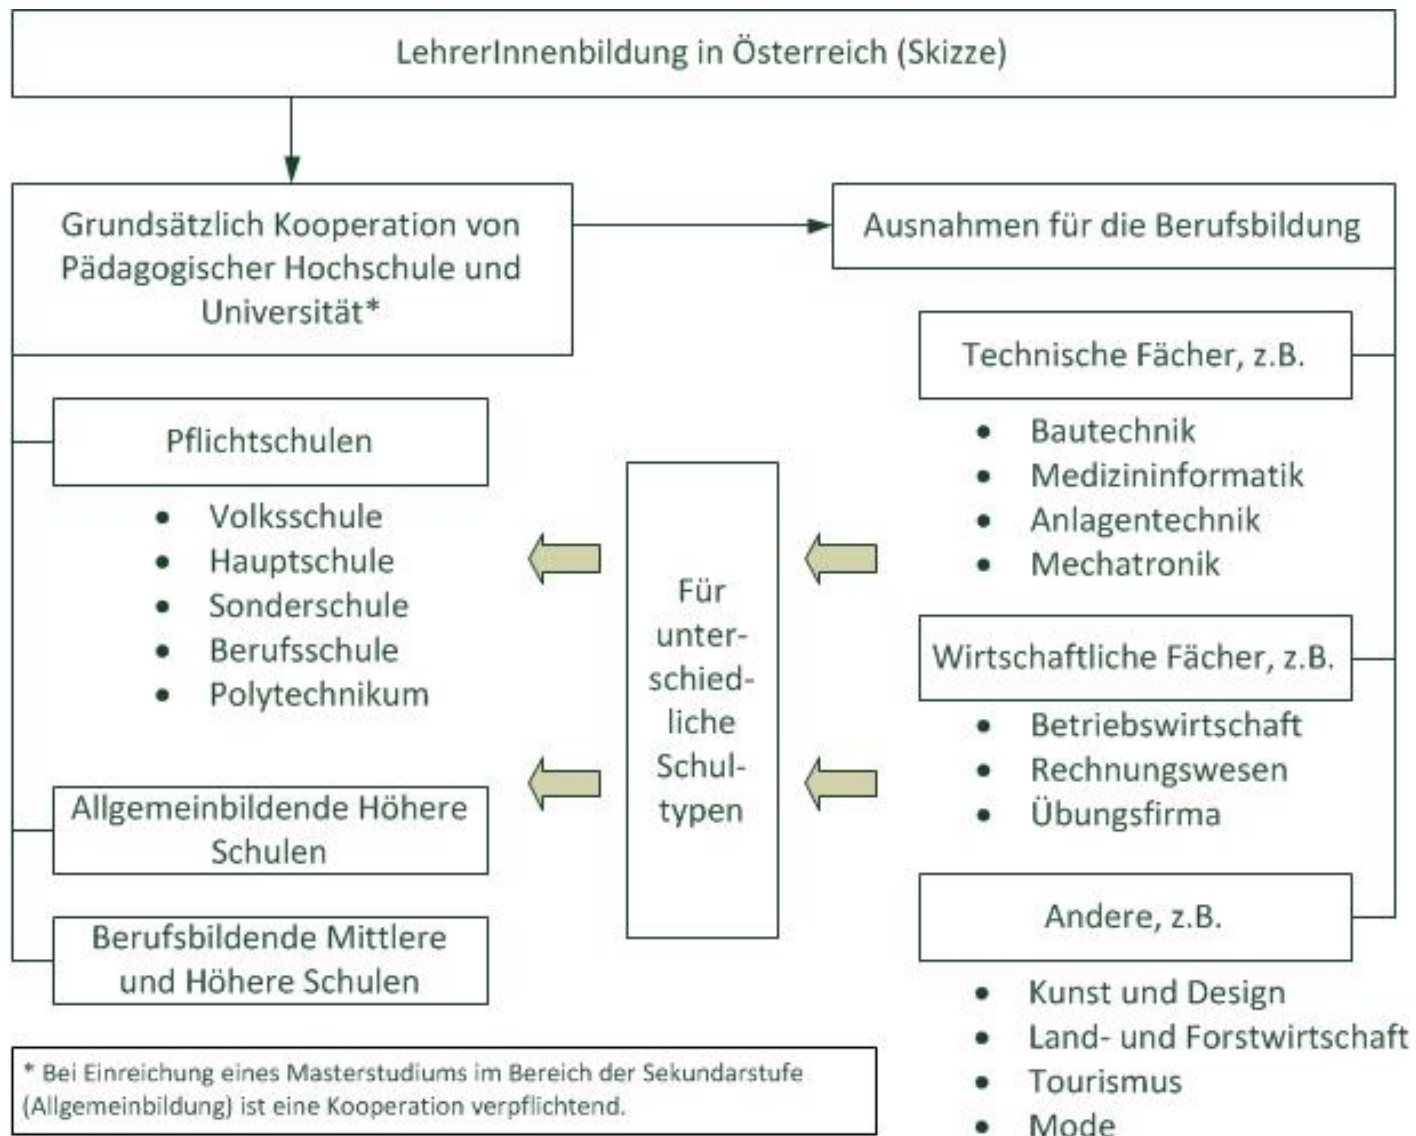 LehrerInnenbildung in Österreich (Skizze)
Grundsätzlich Kooperation von
Pädagogischer Hochschule und
Universität*
Pflichtschulen
• Volksschule
• Hauptschule
• Sonderschule
• Berufsschule
• Polytechnikum
Allgemeinbildende Höhere
Schulen
Berufsbildende Mittlere
und Höhere Schulen
Für
unter-
schied-
liche
Schul-
typen
Ausnahmen für die Berufsbildung
Technische Fächer, z.B.
• Bautechnik
• Medizininformatik
• Anlagentechnik
• Mechatronik
Wirtschaftliche Fächer, z.B.
• Betriebswirtschaft
• Rechnungswesen
• Übungsfirma
Andere, z.B.
• Kunst und Design
• Land- und Forstwirtschaft
• Tourismus
• Mode
* Bei Einreichung eines Masterstudiums im Bereich der Sekundarstufe
(Allgemeinbildung) ist eine Kooperation verpflichtend.